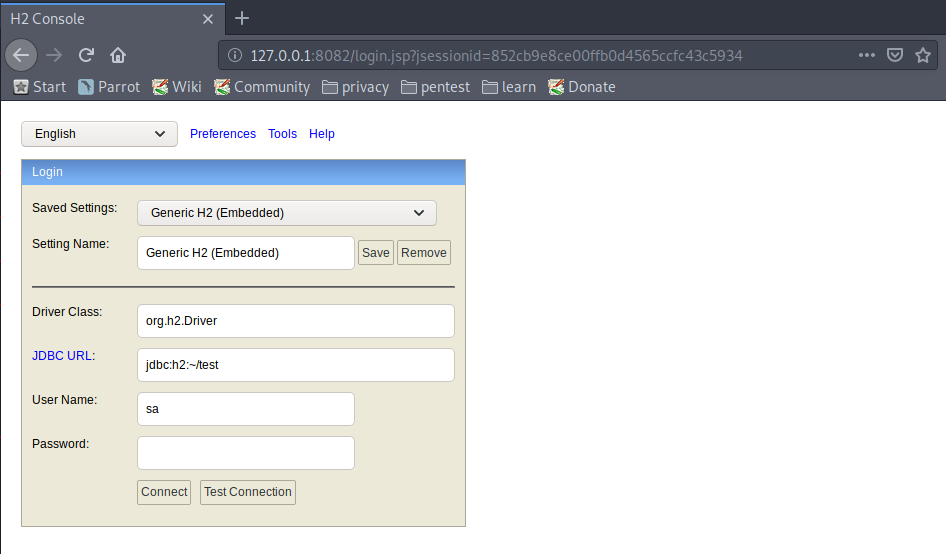 H2 Console
127.0.0.1:8082/login.jsp?jsessionid=852cb9e8ce00ffb0d4565ccfc43c5934
Start Parrot Wiki Community privacy pentest learn Donate
English Preferences Tools Help
Login
Saved Settings: Generic H2 (Embedded)
Setting Name: Generic H2 (Embedded) Save Remove
Driver Class: org.h2.Driver
JDBC URL: jdbc:h2:~/test
User Name: sa
Password:
Connect Test Connection